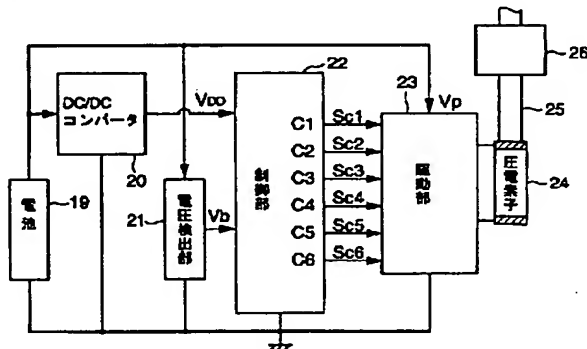 22
26
23
Vp
DC/DC
コンバータ
VDD
25
C1
Sc1
C2
Sc2
C3
Sc3
C4
Sc4
C5
Sc5
C6
Sc6
20
19
電池
21
電圧検出部
Vb
制御部
駆動部
圧電素子
24